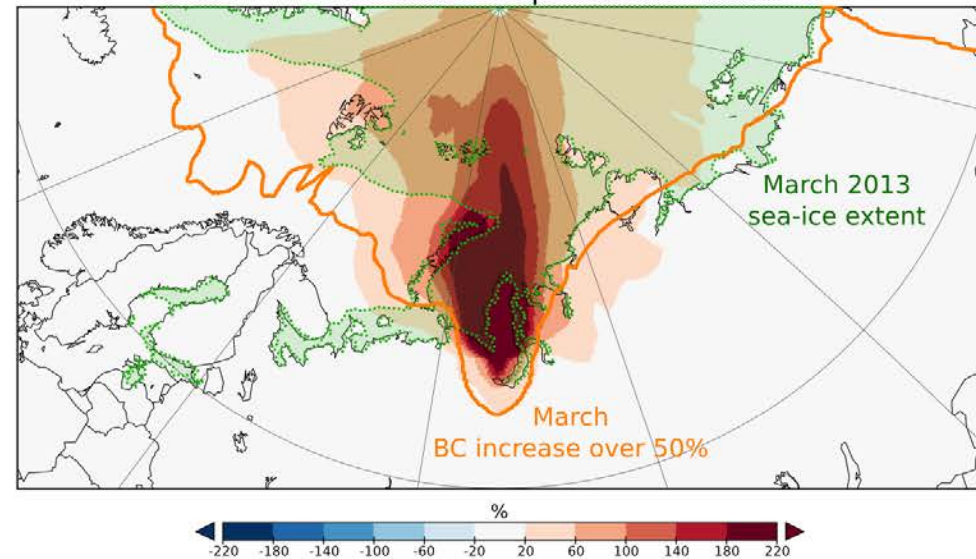 March 2013
sea-ice extent
March
BC increase over 50%
%
-220 -180 -140 -100 -60 -20 20 60 100 140 180 220